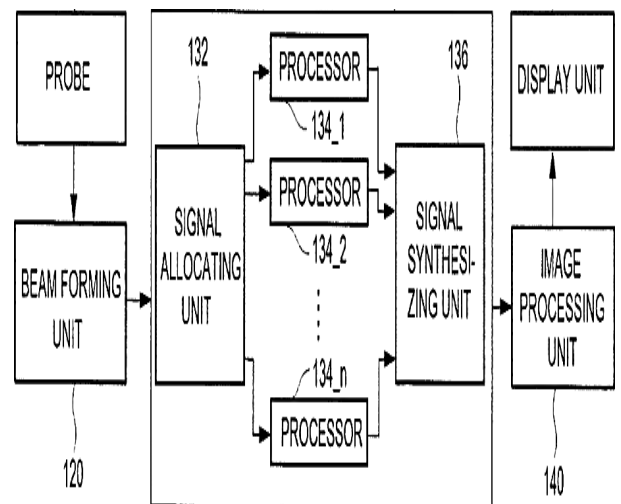 PROBE
132
PROCESSOR
134_1
136
DISPLAY UNIT
PROCESSOR
134_2
SIGNAL
ALLOCATING
UNIT
SIGNAL
SYNTHESI-
ZING UNIT
BEAM FORMING
UNIT
IMAGE
PROCESSING
UNIT
134_n
PROCESSOR
120
140